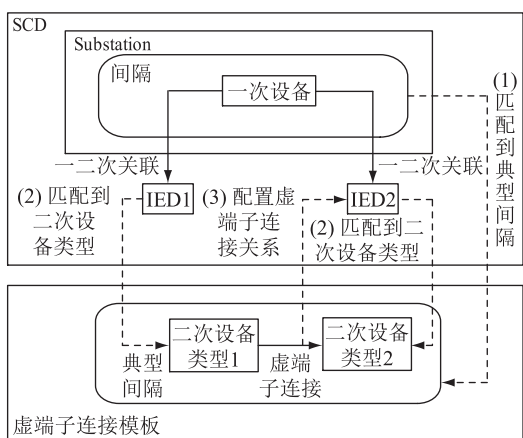 SCD
Substation
间隔
一次设备
(1)
匹
配
到
典
型
间
隔
一二次关联
一二次关联
(2) 匹配到
二次设
备类型
IED1
(3) 配置虚
端子连
接关系
IED2
(2) 匹配到二
次设备类型
二次设备
类型1
二次设备
类型2
典型
间隔
虚端
子连接
虚端子连接模板